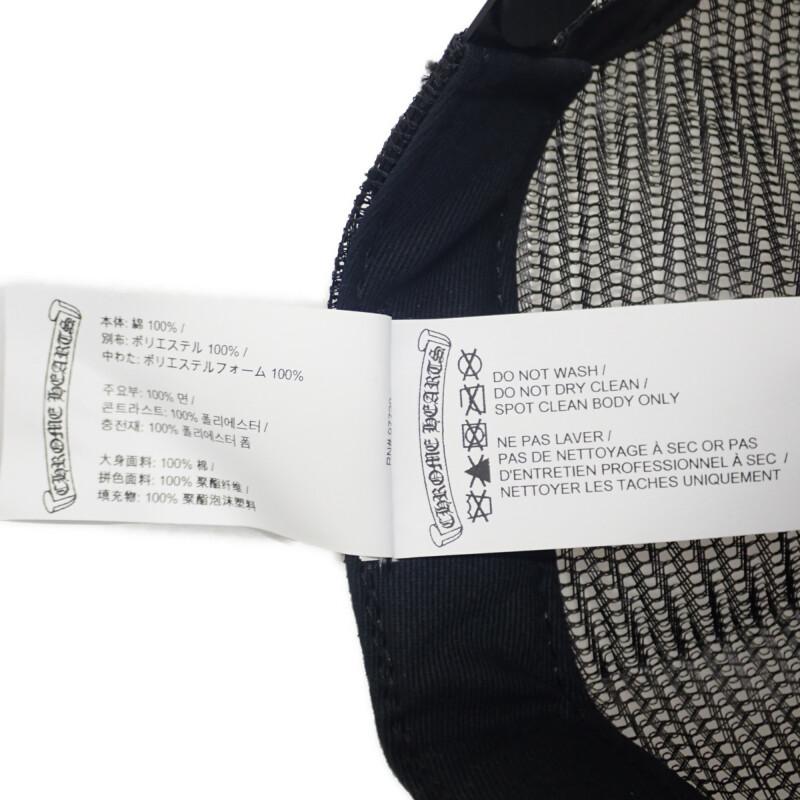 CHROME HEARTS
本体: 綿 100% /
別布: ポリエステル 100% /
中わた: ポリエステルフォーム 100%
주요부: 100% 면 /
콘트라스트: 100% 폴리에스터 /
충전재: 100% 폴리에스터 폼
大身面料: 100% 棉 /
拼色面料: 100% 聚酯纤维 /
填充物: 100% 聚酯泡沫塑料
CHROME HEARTS
DO NOT WASH /
DO NOT DRY CLEAN /
SPOT CLEAN BODY ONLY
NE PAS LAVER /
PAS DE NETTOYAGE À SEC OR PAS
D'ENTRETIEN PROFESSIONNEL À SEC /
NETTOYER LES TACHES UNIQUEMENT